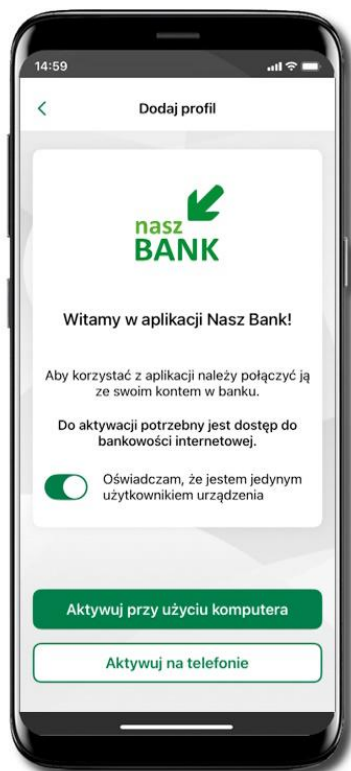 14:59
Dodaj profil
nasz
BANK
Witamy w aplikacji Nasz Bank!
Aby korzystać z aplikacji należy połączyć ją
ze swoim kontem w banku.
Do aktywacji potrzebny jest dostęp do
bankowości internetowej.
Oświadczam, że jestem jedynym
użytkownikiem urządzenia
Aktywuj przy użyciu komputera
Aktywuj na telefonie